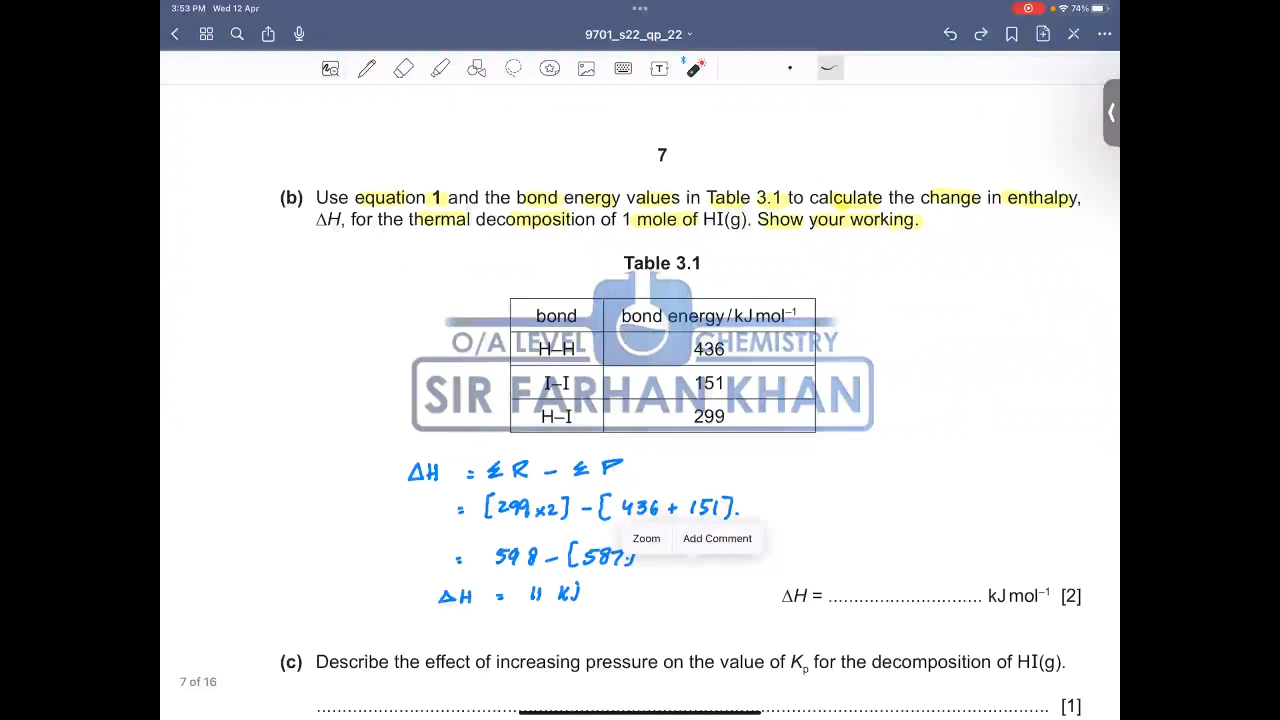 3:53 PM Wed 12 Apr
74%
9701_s22_qp_22
7
(b) Use equation 1 and the bond energy values in Table 3.1 to calculate the change in enthalpy,
ΔH, for the thermal decomposition of 1 mole of HI(g). Show your working.
Table 3.1
bond bond energy/kJ mol⁻¹
O/A LEVEL CHEMISTRY
H–H 436
I–I 151
SIR FARHAN KHAN
H–I 299
ΔH = Σ R – Σ P
= [299 × 2] – [436 + 151].
Zoom Add Comment
= 598 – [587]
ΔH = 11 kJ
ΔH = .............................. kJ mol⁻¹ [2]
(c) Describe the effect of increasing pressure on the value of Kₚ for the decomposition of HI(g).
7 of 16
............................................................................................................................ [1]